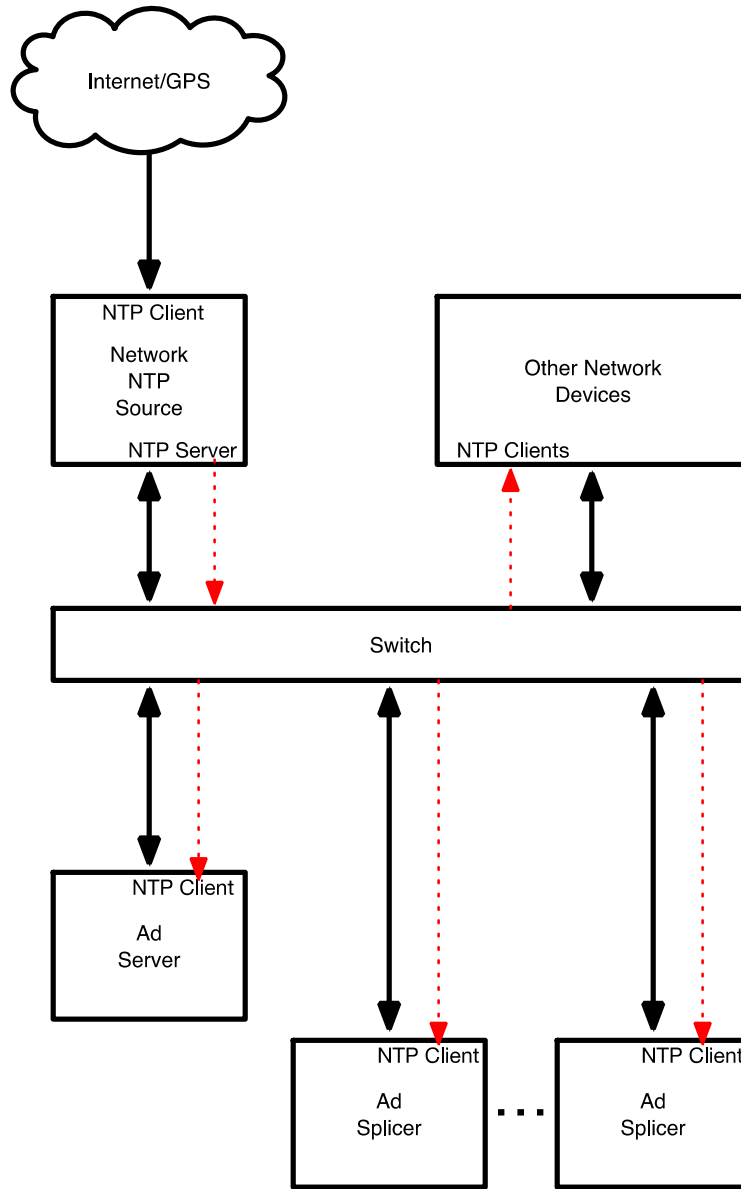 Internet/GPS
NTP Client
Network
NTP
Source
NTP Server
Other Network
Devices
NTP Clients
Switch
NTP Client
Ad
Server
NTP Client
Ad
Splicer
NTP Client
Ad
Splicer